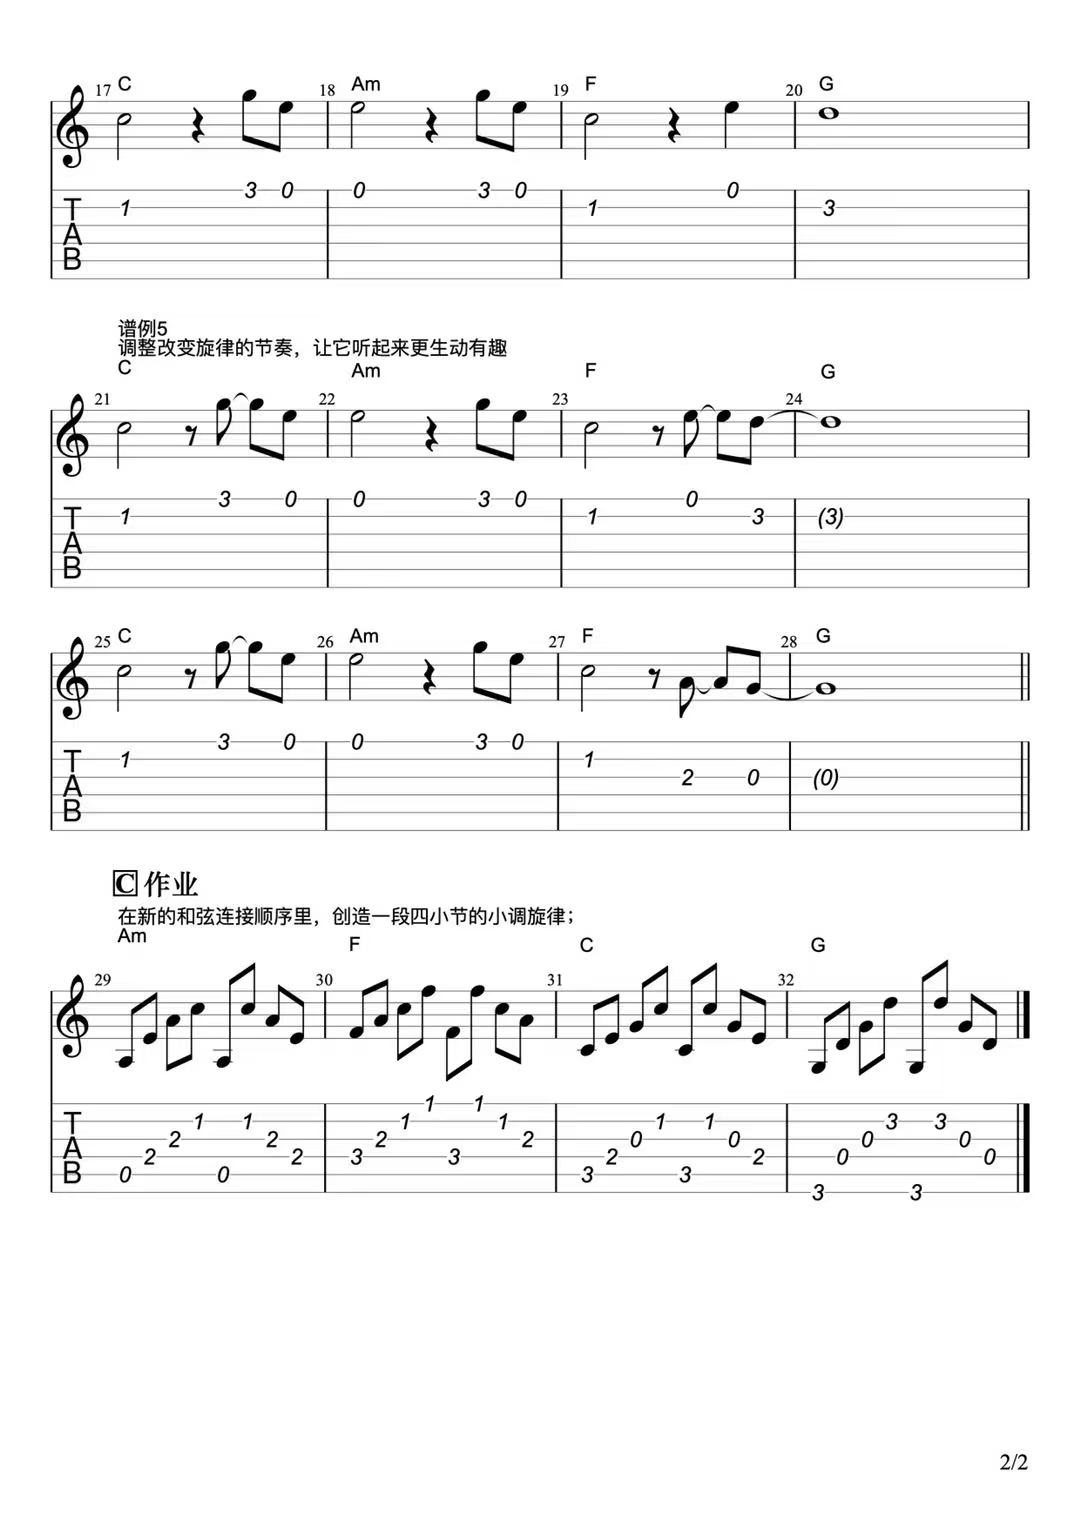 17 C 18 Am 19 F 20 G
3 0 0 3 0 0
1 1 3
T
A
B
谱例5
调整改变旋律的节奏，让它听起来更生动有趣
C Am F G
21 22 23 24
3 0 0 3 0 0
1 1 3 (3)
T
A
B
25 C 26 Am 27 F 28 G
3 0 0 3 0
1 1
2 0 (0)
T
A
B
C 作业
在新的和弦连接顺序里，创造一段四小节的小调旋律；
Am F C G
29 30 31 32
1 1
1 1 1 1 1 1 3 3
2 2 2 2 0 0 0 0
2 2 3 3 2 2 0 0
0 0 3 3
3 3
T
A
B
2/2